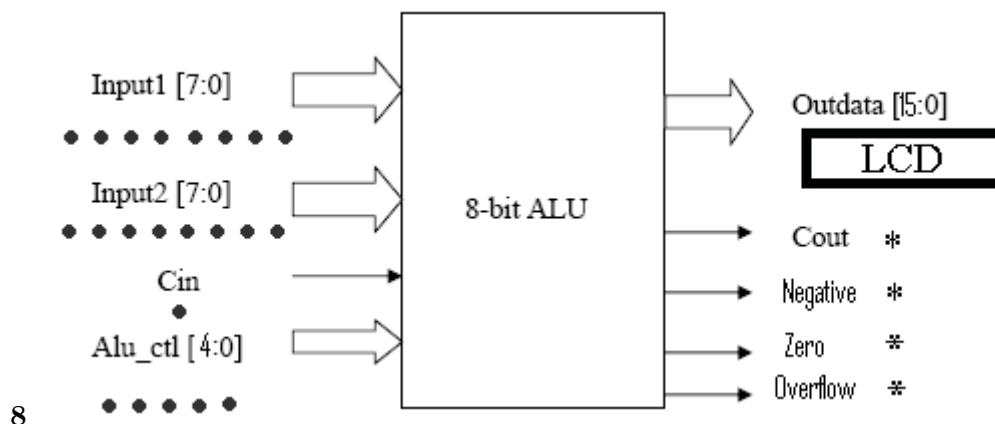 Input1 [7:0]
Input2 [7:0]
Cin
Alu_ctl [4:0]
8-bit ALU
Outdata [15:0]
LCD
Cout *
Negative *
Zero *
Overflow *
8